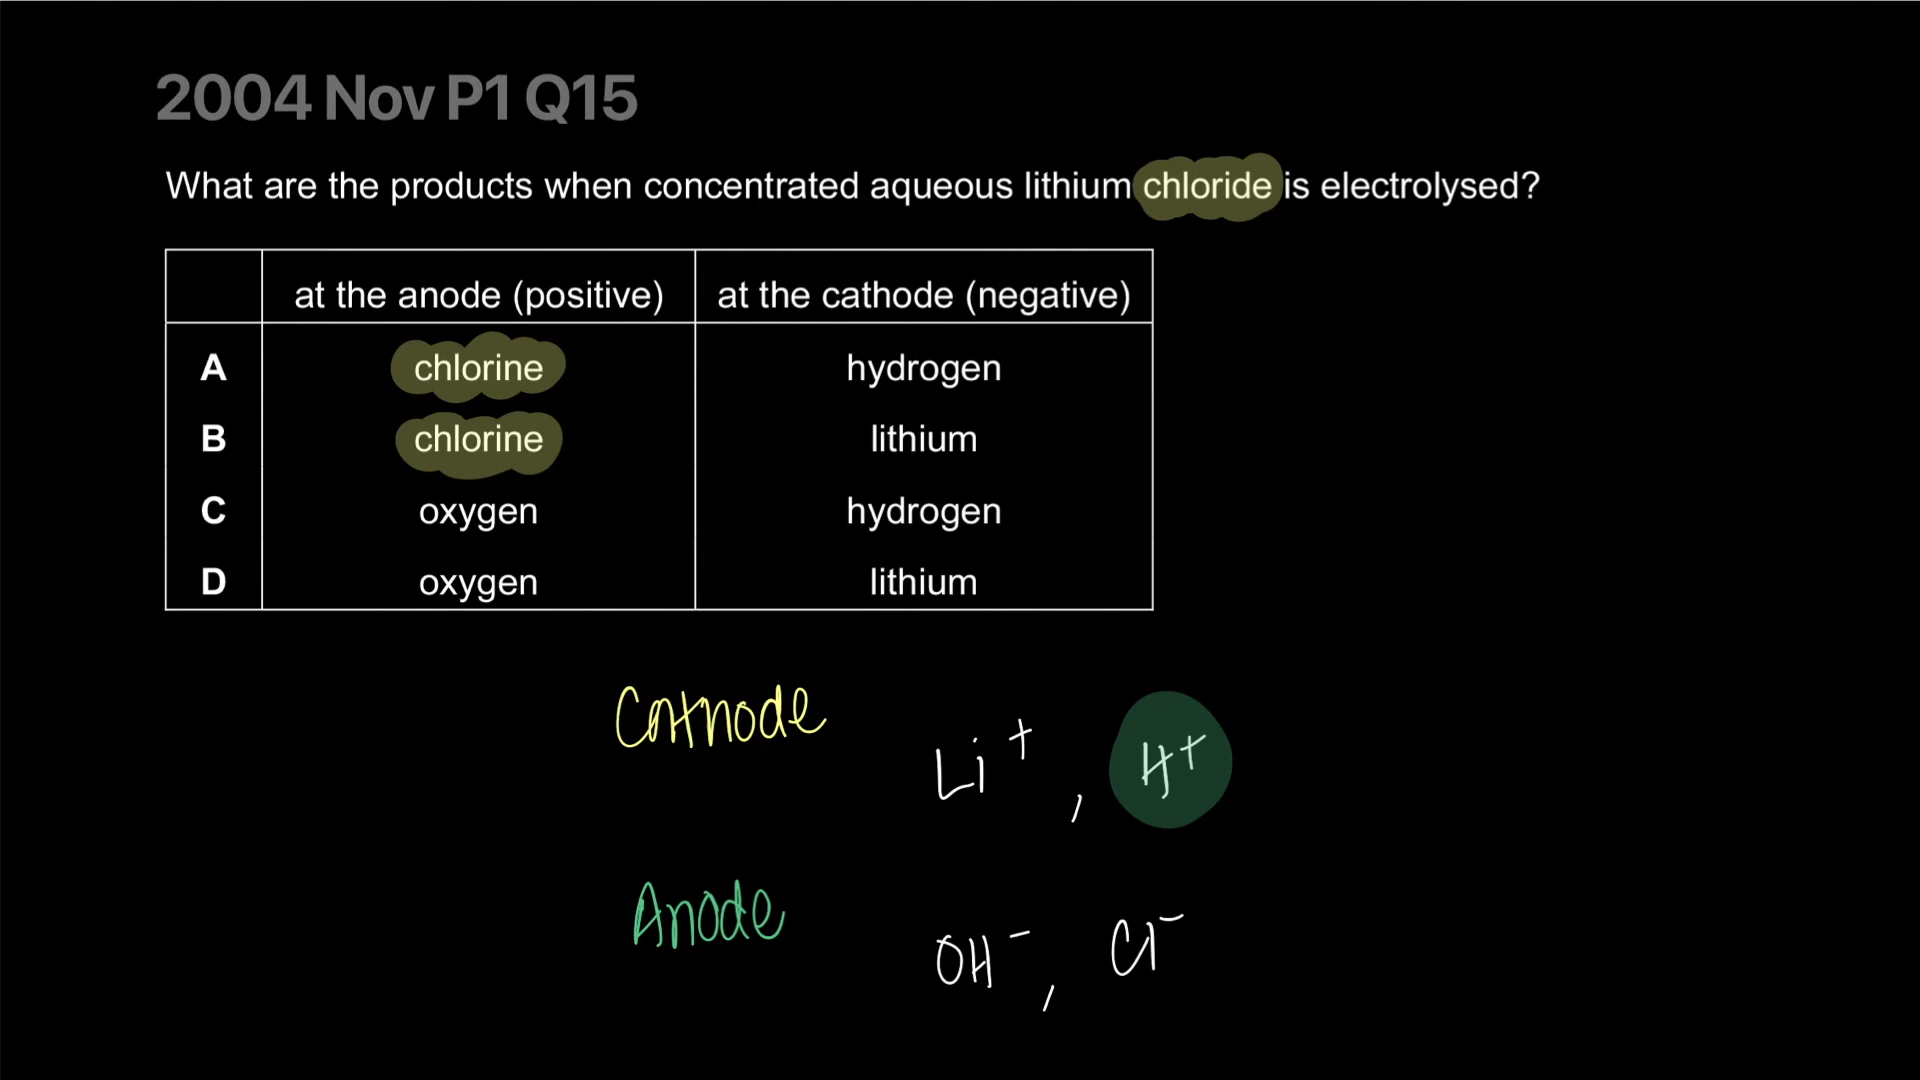 2004 Nov P1 Q15
What are the products when concentrated aqueous lithium chloride is electrolysed?
at the anode (positive) at the cathode (negative)
A chlorine hydrogen
B chlorine lithium
C oxygen hydrogen
D oxygen lithium
Cathode Li⁺, H⁺
Anode OH⁻, Cl⁻